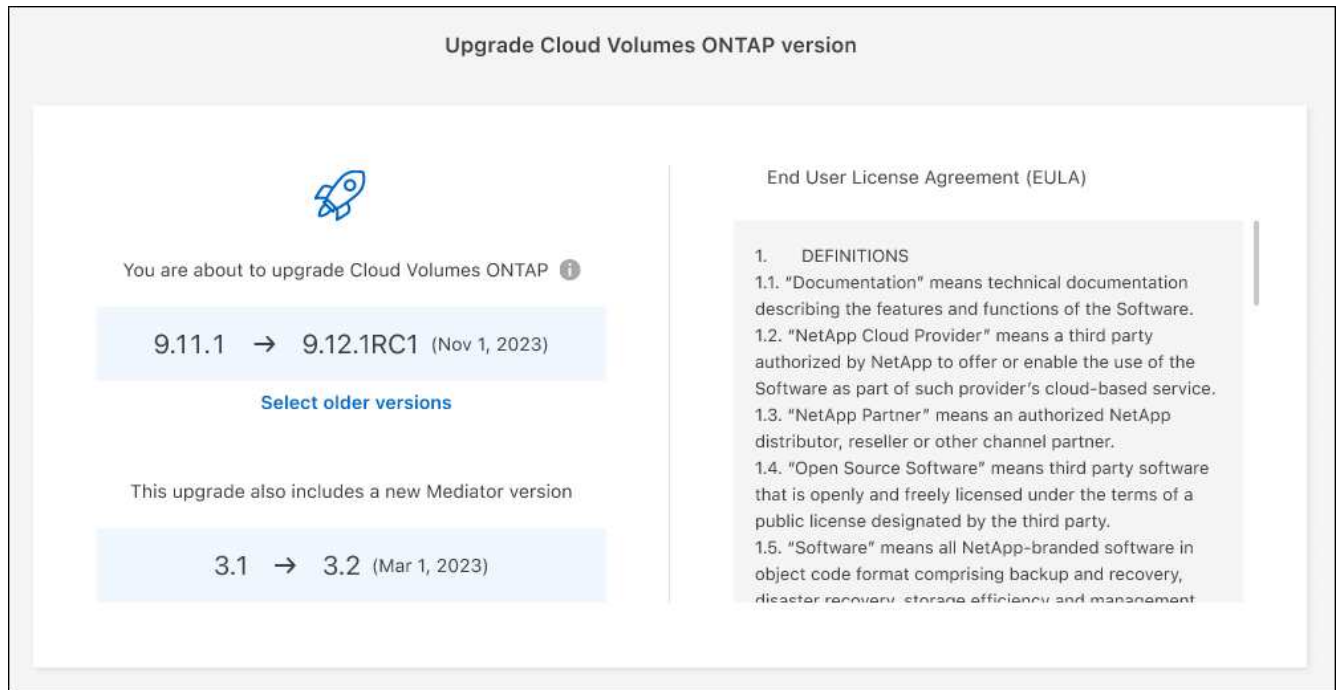 Upgrade Cloud Volumes ONTAP version
You are about to upgrade Cloud Volumes ONTAP
9.11.1 → 9.12.1RC1 (Nov 1, 2023)
Select older versions
This upgrade also includes a new Mediator version
3.1 → 3.2 (Mar 1, 2023)
End User License Agreement (EULA)
1. DEFINITIONS
1.1. “Documentation” means technical documentation
describing the features and functions of the Software.
1.2. “NetApp Cloud Provider” means a third party
authorized by NetApp to offer or enable the use of the
Software as part of such provider’s cloud-based service.
1.3. “NetApp Partner” means an authorized NetApp
distributor, reseller or other channel partner.
1.4. “Open Source Software” means third party software
that is openly and freely licensed under the terms of a
public license designated by the third party.
1.5. “Software” means all NetApp-branded software in
object code format comprising backup and recovery,
disaster recovery, storage efficiency and management